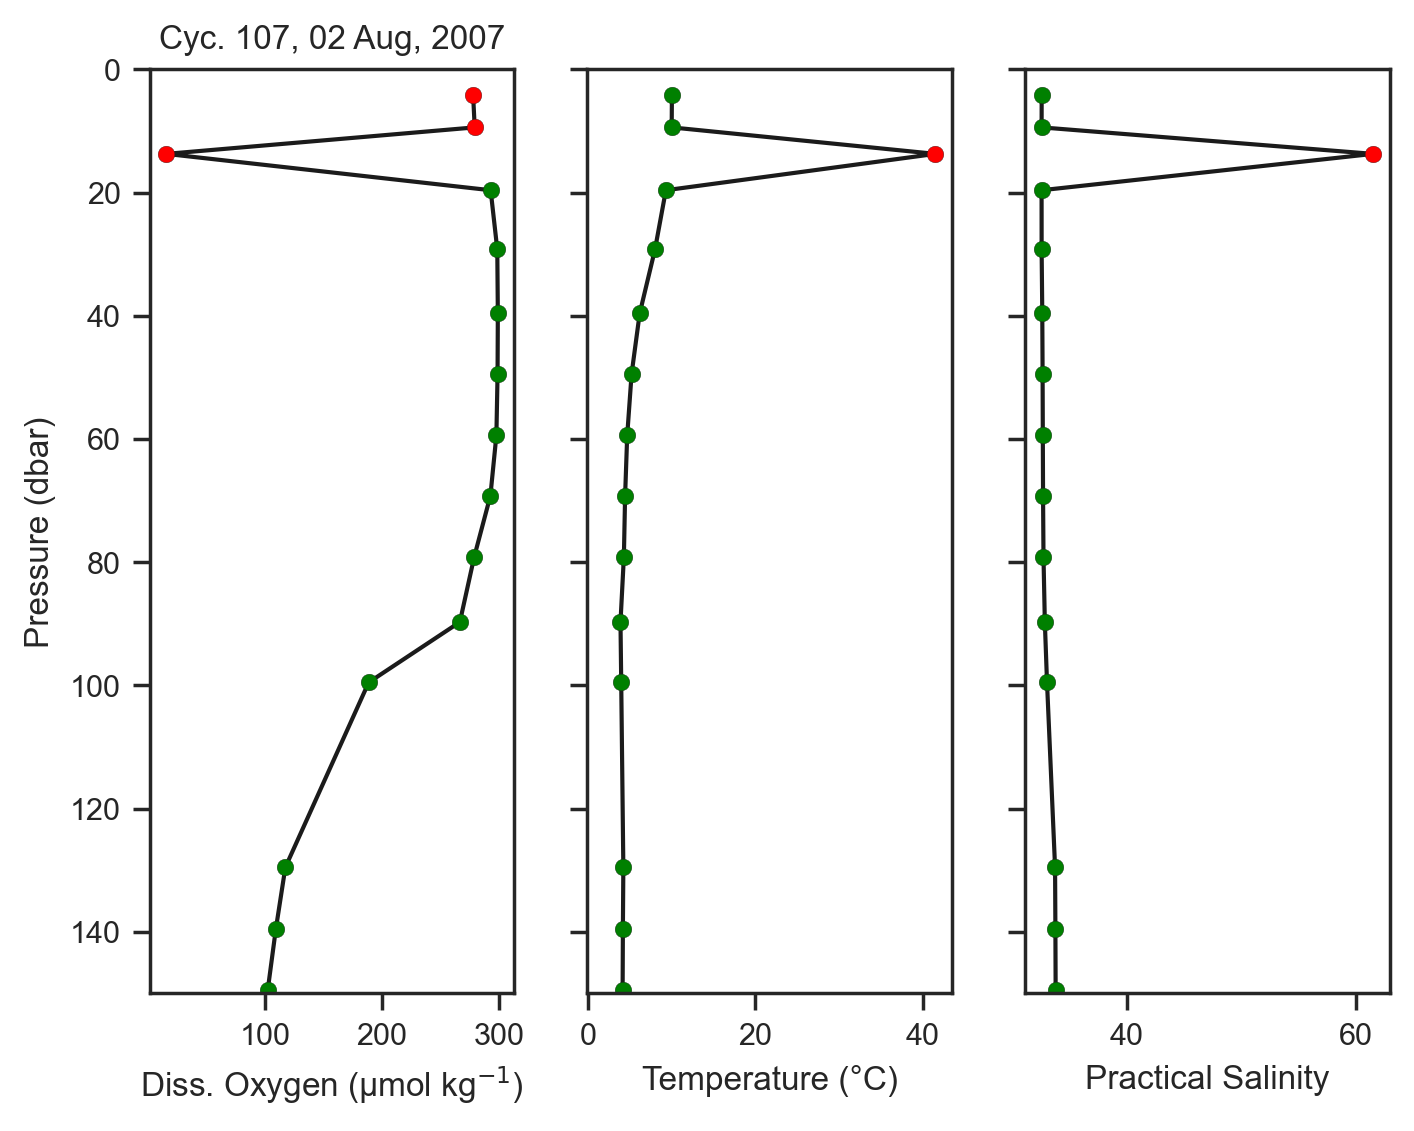 Cyc. 107, 02 Aug, 2007
0
20
40
60
80
100
120
140
Pressure (dbar)
100 200 300
0 20 40
40 60
Diss. Oxygen (μmol kg⁻¹)
Temperature (°C)
Practical Salinity